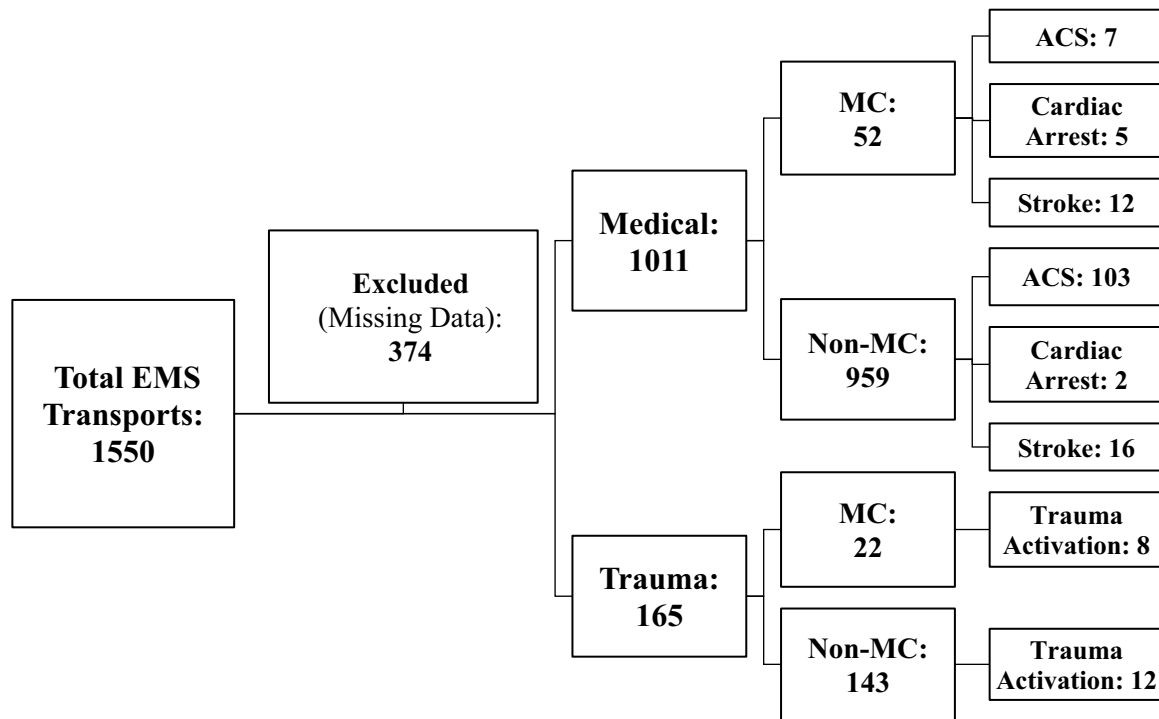 Total EMS
Transports:
1550
Excluded
(Missing Data):
374
Medical:
1011
MC:
52
ACS: 7
Cardiac
Arrest: 5
Stroke: 12
Non-MC:
959
ACS: 103
Cardiac
Arrest: 2
Stroke: 16
Trauma:
165
MC:
22
Trauma
Activation: 8
Non-MC:
143
Trauma
Activation: 12